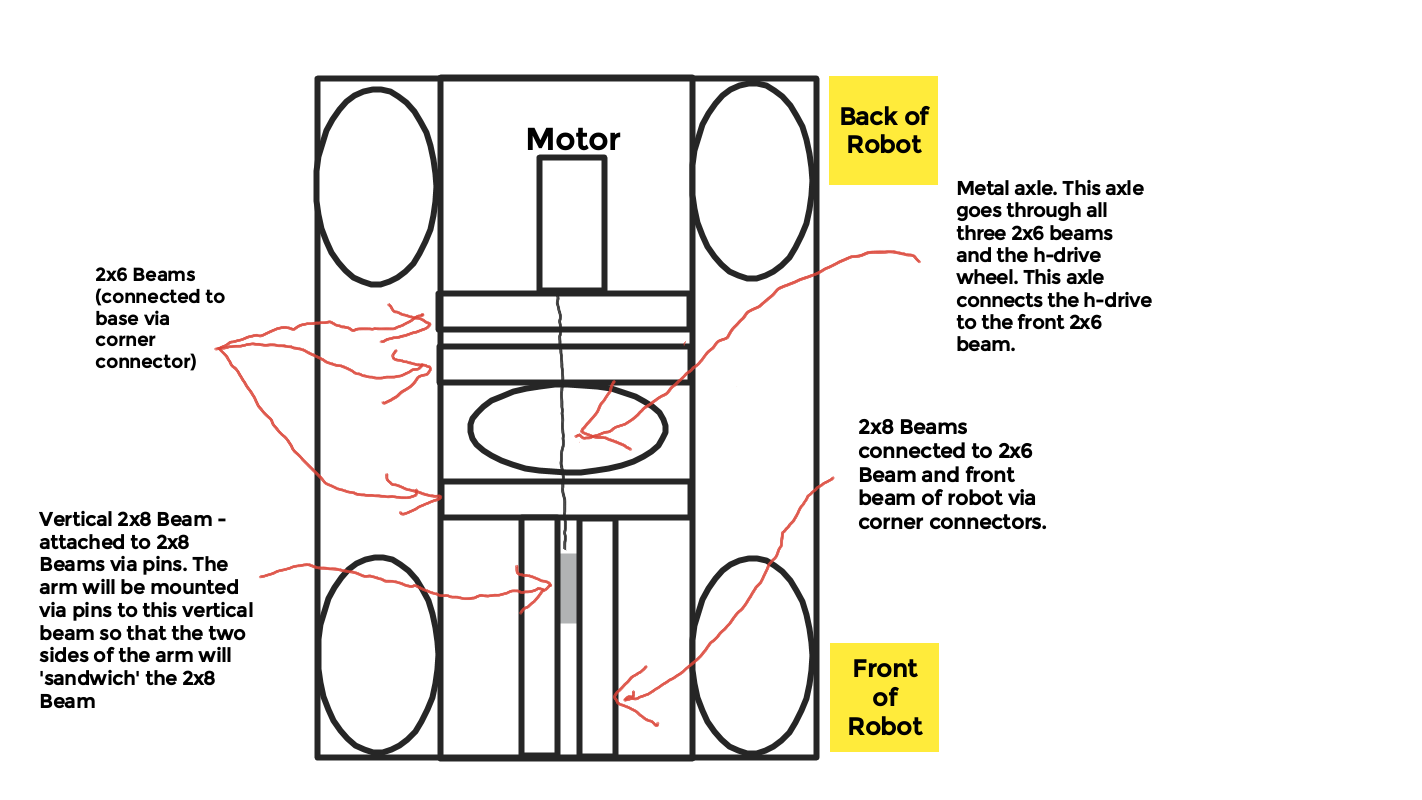 Motor
Back of
Robot
Metal axle. This axle
goes through all
three 2x6 beams
and the h-drive
wheel. This axle
connects the h-drive
to the front 2x6
beam.
2x6 Beams
(connected to
base via
corner
connector)
2x8 Beams
connected to 2x6
Beam and front
beam of robot via
corner connectors.
Vertical 2x8 Beam -
attached to 2x8
Beams via pins. The
arm will be mounted
via pins to this vertical
beam so that the two
sides of the arm will
'sandwich' the 2x8
Beam
Front
of
Robot